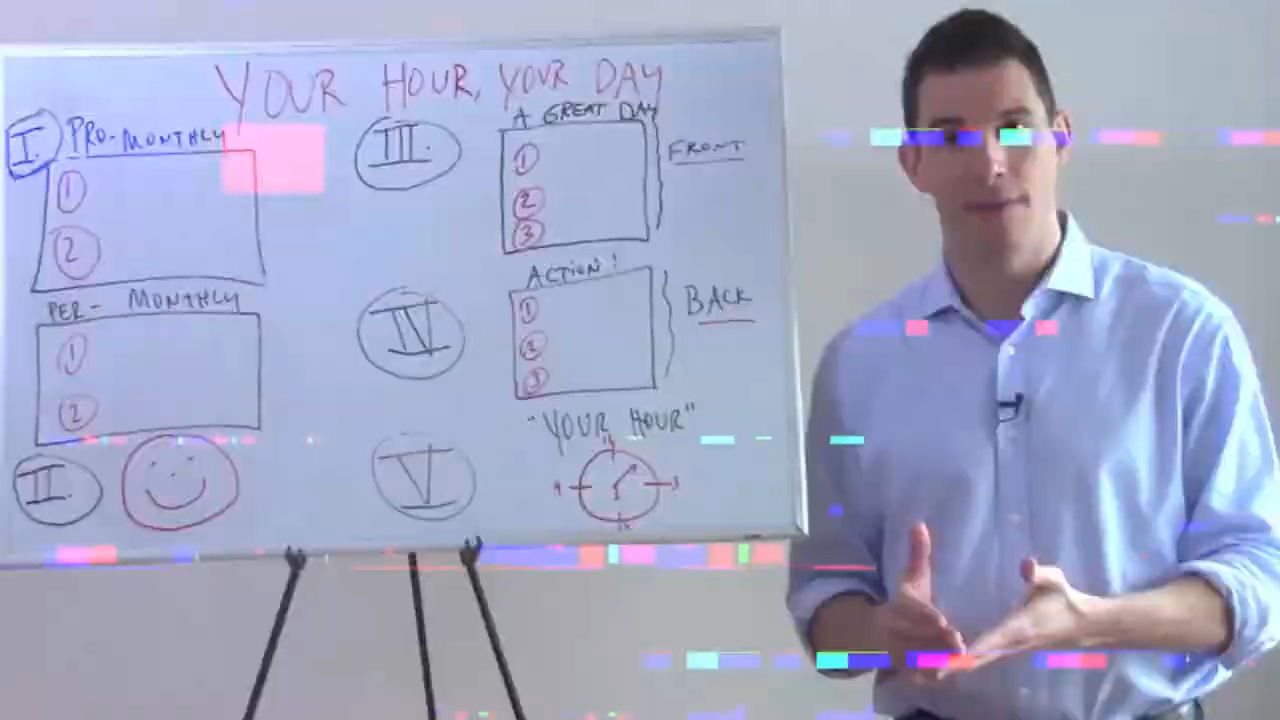 YOUR HOUR, YOUR DAY
I. PRO-MONTHLY
1
2
PER- MONTHLY
1
2
II.
III.
A GREAT DAY
1
2
3
FRONT
IV
ACTION!
1
2
3
BACK
V
"YOUR HOUR"